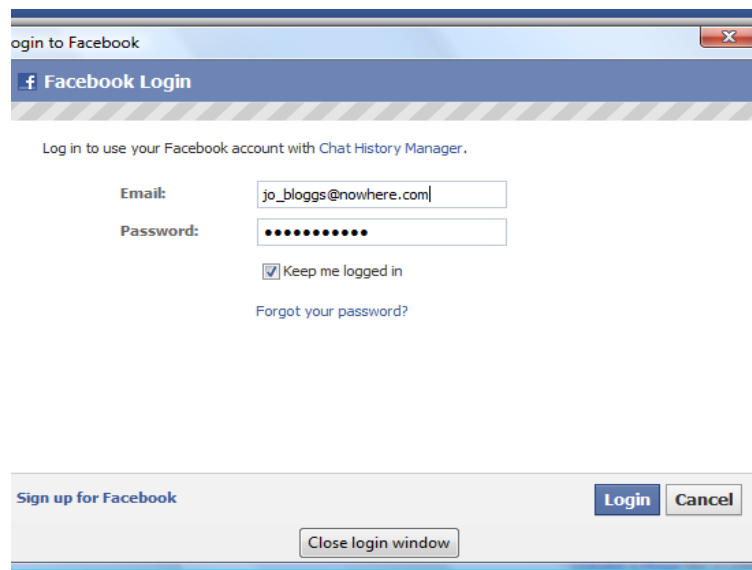 ogin to Facebook
Facebook Login
Log in to use your Facebook account with Chat History Manager.
Email: jo_bloggs@nowhere.com
Password: •••••••••••
Keep me logged in
Forgot your password?
Sign up for Facebook Login Cancel
Close login window